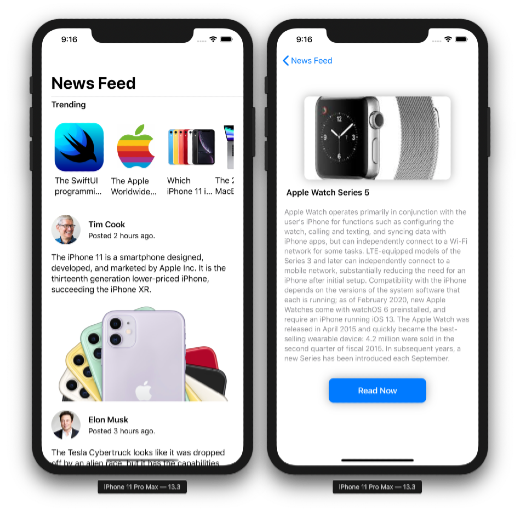 9:16
News Feed
Trending
The SwiftUI
programmi...
The Apple
Worldwide...
Which
iPhone 11 i...
The 2
MacB
Tim Cook
Posted 2 hours ago.
The iPhone 11 is a smartphone designed,
developed, and marketed by Apple Inc. It is the
thirteenth generation lower-priced iPhone,
succeeding the iPhone XR.
Elon Musk
Posted 3 hours ago.
The Tesla Cybertruck looks like it was dropped
off by an alien race, but it has the capabilities
iPhone 11 Pro Max — 13.3
9:16
News Feed
Apple Watch Series 5
Apple Watch operates primarily in conjunction with the
user's iPhone for functions such as configuring the
watch, calling and texting, and syncing data with
iPhone apps, but can independently connect to a Wi-Fi
network for some tasks. LTE-equipped models of the
Series 3 and later can independently connect to a
mobile network, substantially reducing the need for an
iPhone after initial setup. Compatibility with the iPhone
depends on the versions of the system software that
each is running; as of February 2020, new Apple
Watches come with watchOS 6 preinstalled, and
require an iPhone running iOS 13. The Apple Watch was
released in April 2015 and quickly became the best-
selling wearable device: 4.2 million were sold in the
second quarter of fiscal 2015. In subsequent years, a
new Series has been introduced each September.
Read Now
iPhone 11 Pro Max — 13.3